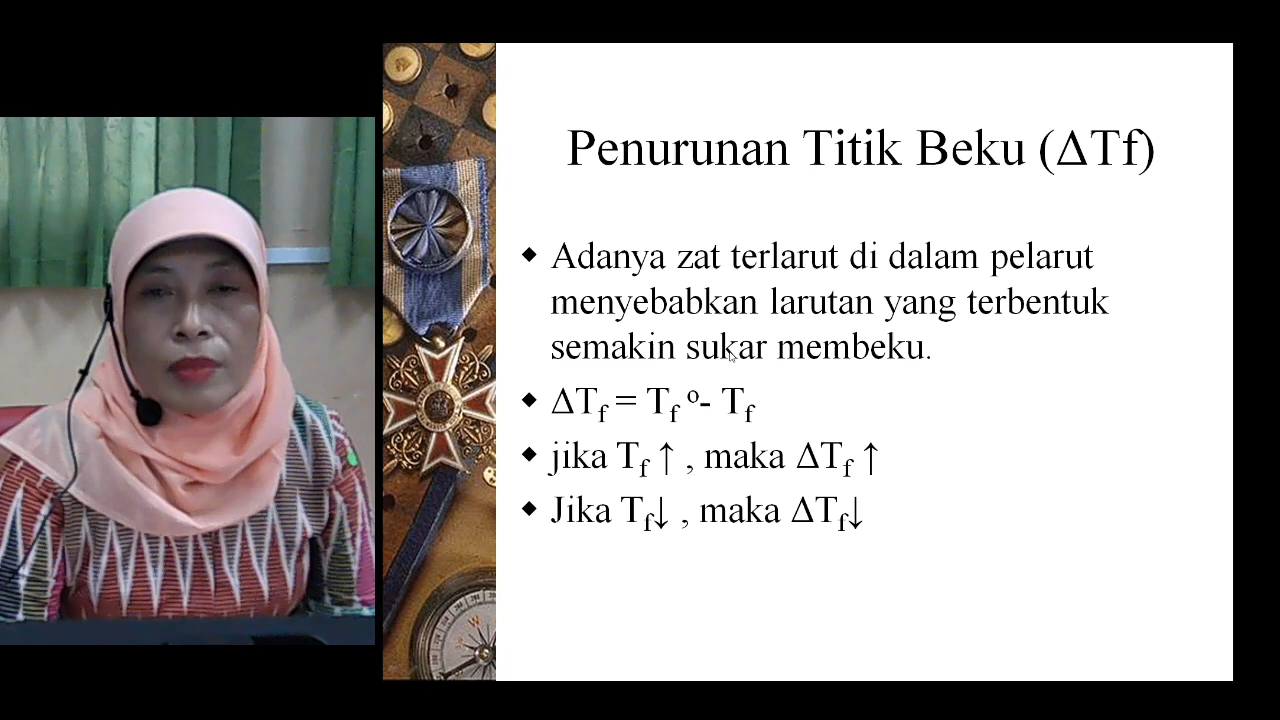 Penurunan Titik Beku (ΔTf)
◆ Adanya zat terlarut di dalam pelarut
menyebabkan larutan yang terbentuk
semakin sukar membeku.
◆ ΔTf = Tf o- Tf
◆ jika Tf ↑ , maka ΔTf ↑
◆ Jika Tf↓ , maka ΔTf↓